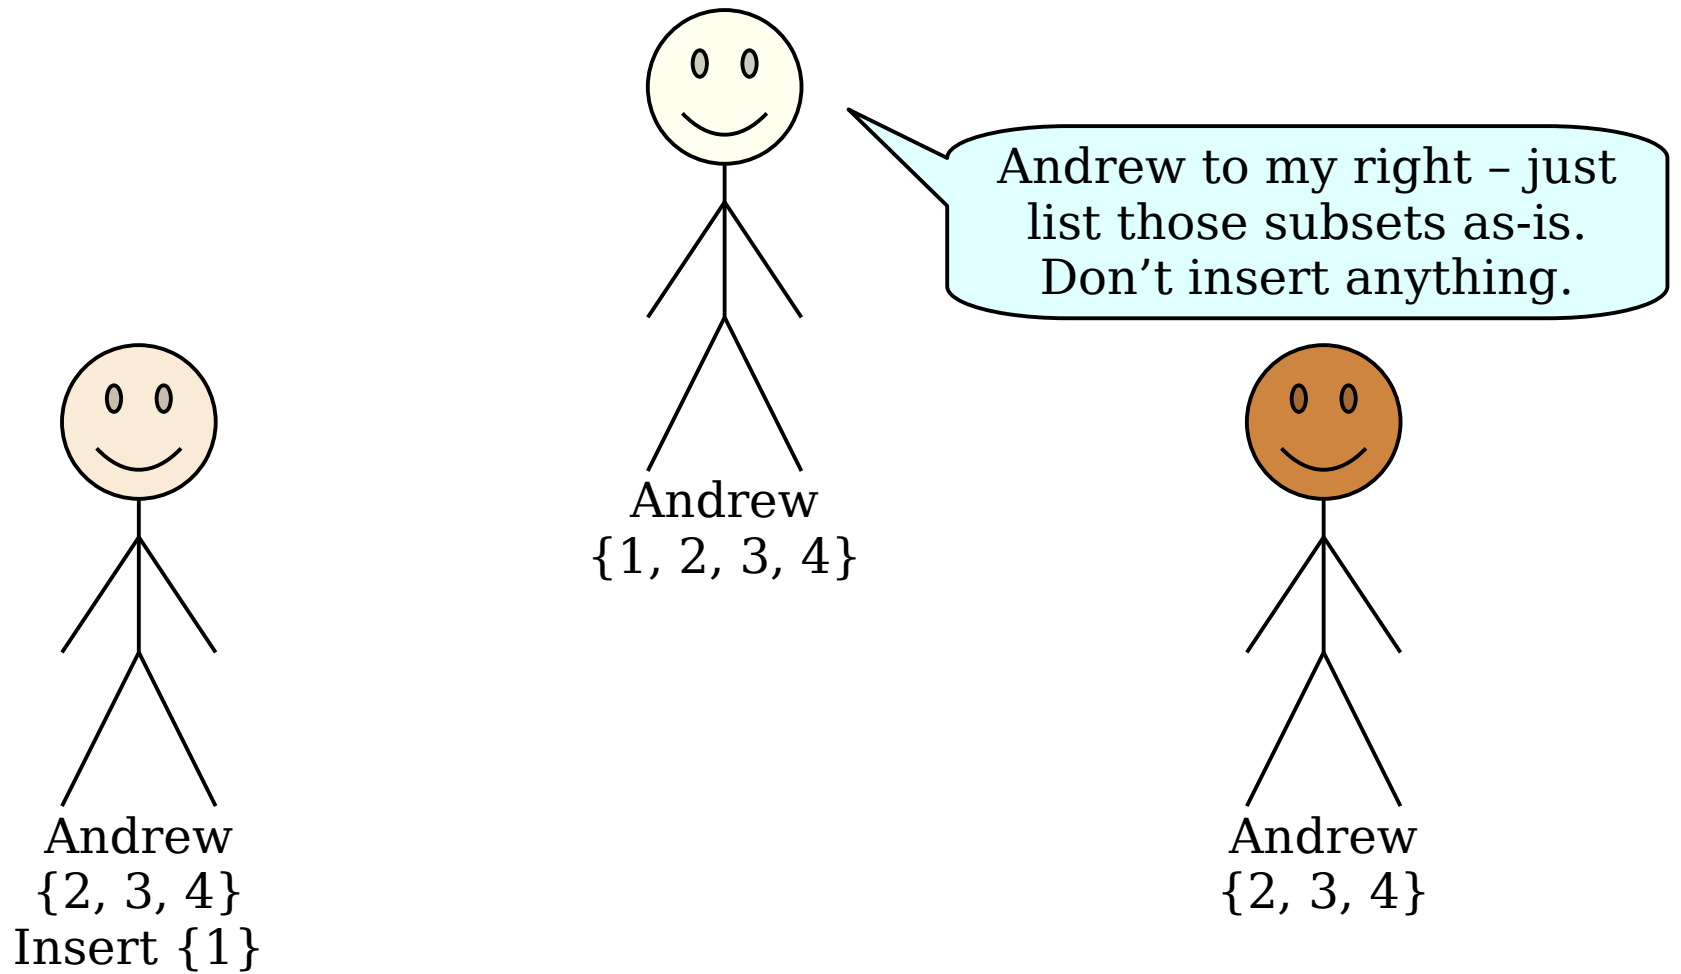 Andrew to my right – just
list those subsets as-is.
Don’t insert anything.
Andrew
{1, 2, 3, 4}
Andrew
{2, 3, 4}
Insert {1}
Andrew
{2, 3, 4}